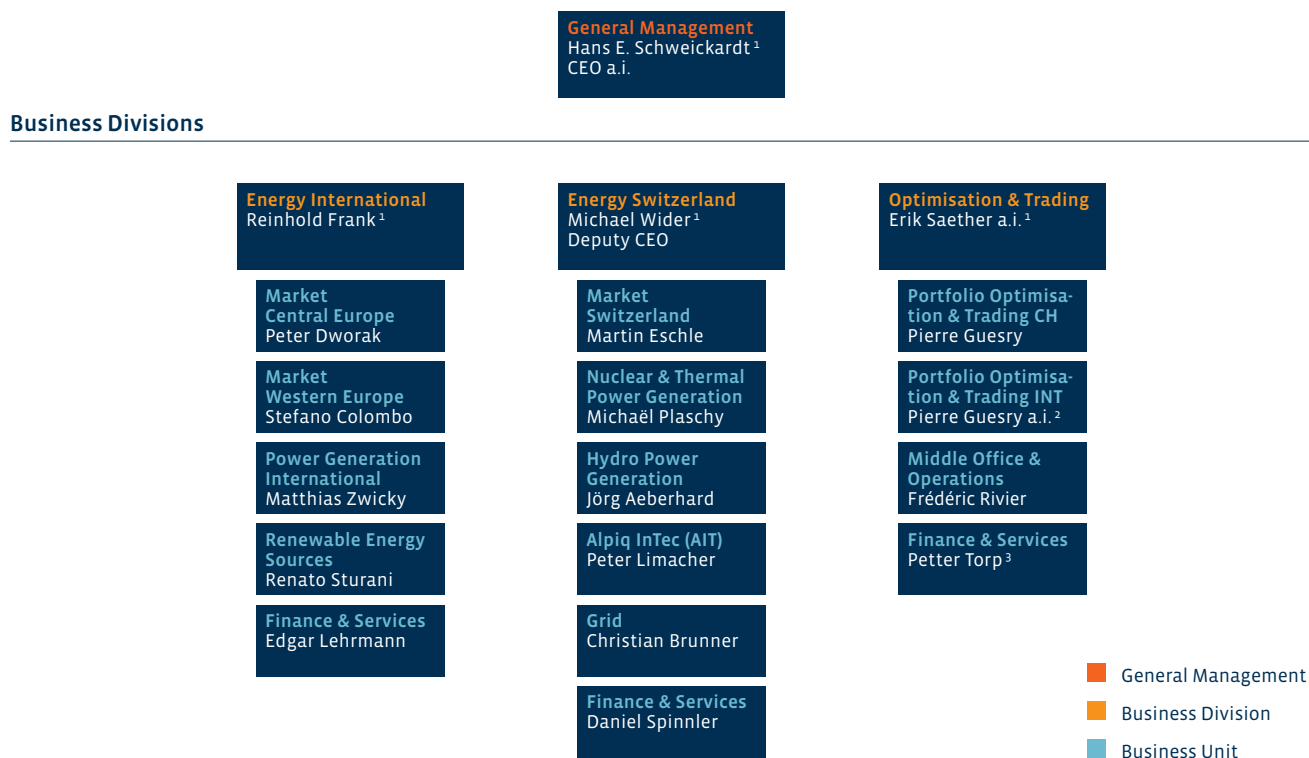 General Management
Hans E. Schweickardt ¹
CEO a.i.
Business Divisions
Energy International
Reinhold Frank ¹
Energy Switzerland
Michael Wider ¹
Deputy CEO
Optimisation & Trading
Erik Saether a.i. ¹
Market
Central Europe
Peter Dworak
Market
Western Europe
Stefano Colombo
Power Generation
International
Matthias Zwicky
Renewable Energy
Sources
Renato Sturani
Finance & Services
Edgar Lehrmann
Market
Switzerland
Martin Eschle
Nuclear & Thermal
Power Generation
Michaël Plaschy
Hydro Power
Generation
Jörg Aeberhard
Alpiq InTec (AIT)
Peter Limacher
Grid
Christian Brunner
Finance & Services
Daniel Spinnler
Portfolio Optimisa-
tion & Trading CH
Pierre Guesry
Portfolio Optimisa-
tion & Trading INT
Pierre Guesry a.i. ²
Middle Office &
Operations
Frédéric Rivier
Finance & Services
Petter Torp ³
General Management
Business Division
Business Unit